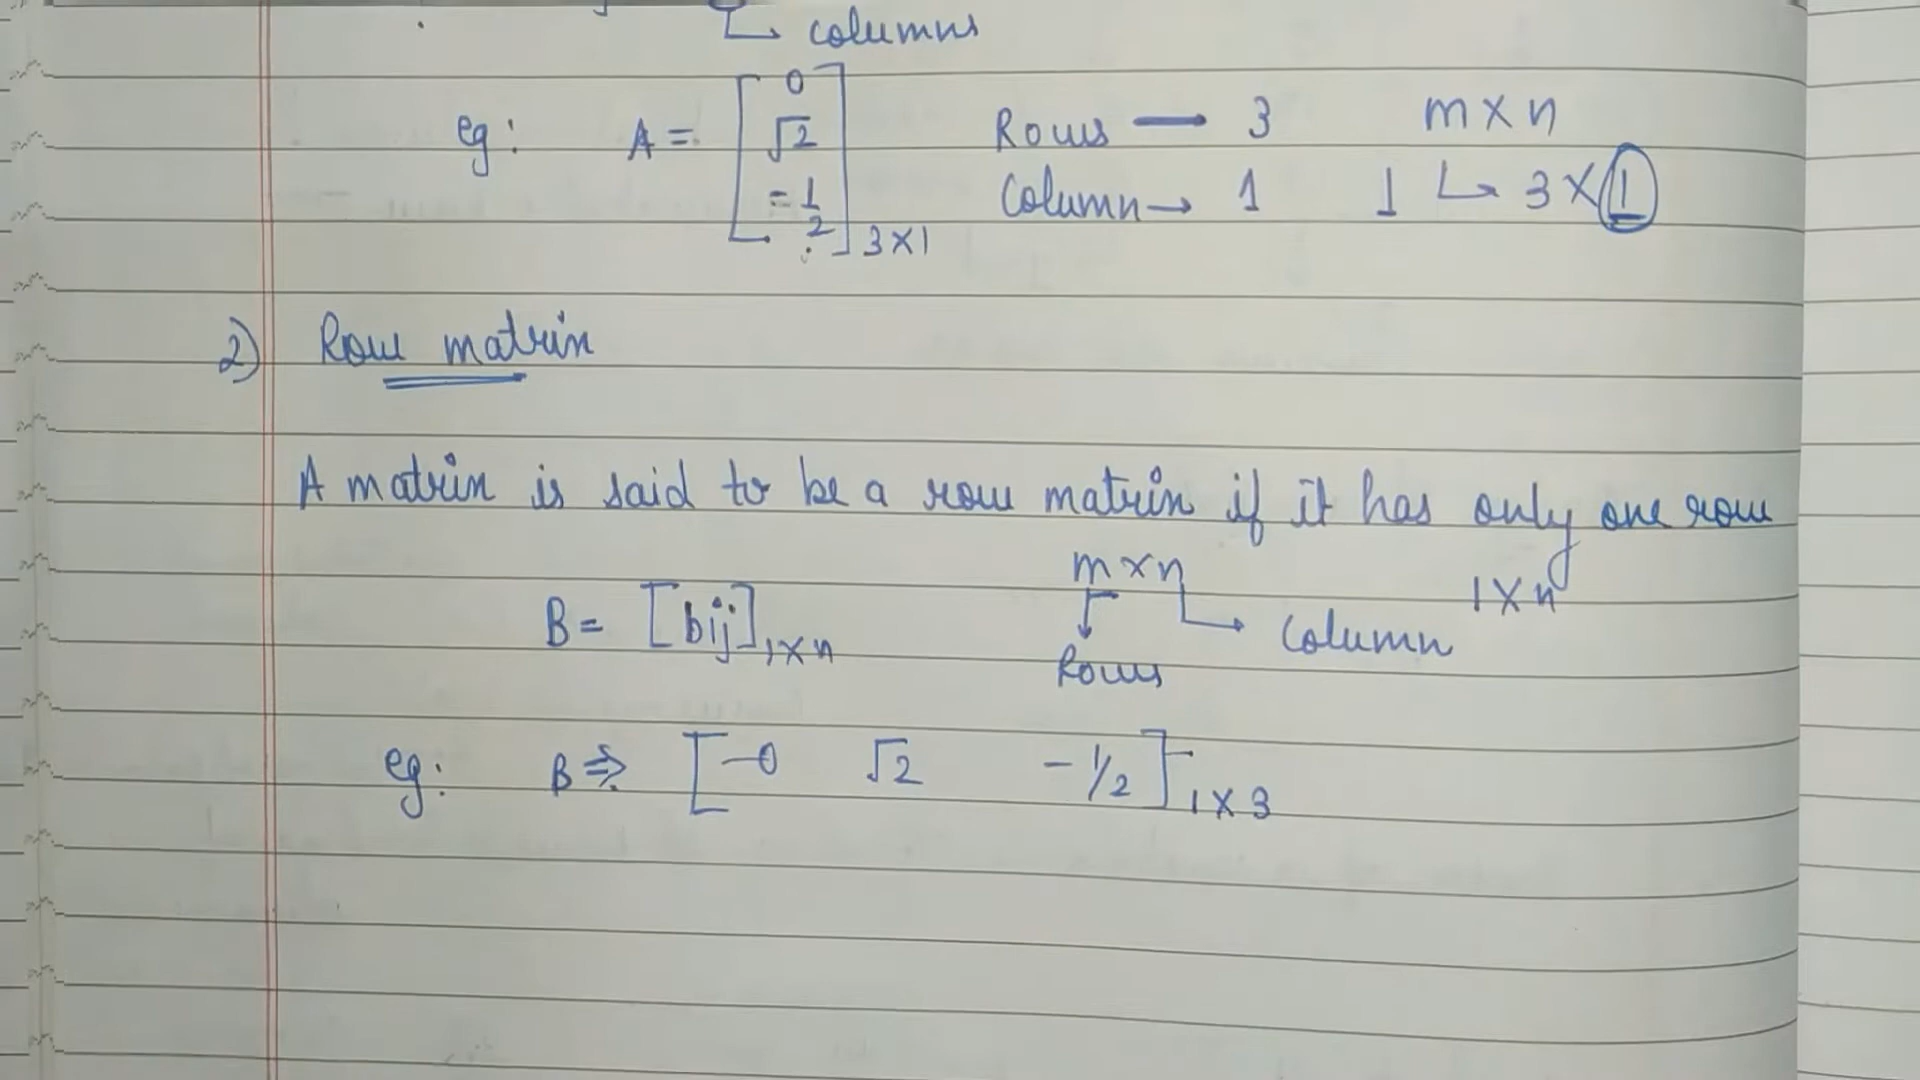 ↳ columns
eg: A = [0 √2 = 1/2] 3×1 Rows → 3 m × n
Column → 1 1 ↳ 3 × 1
2) Row matrix
A matrix is said to be a row matrix if it has only one row
B = [bij] 1×n m × n 1 × n
Rows Column
eg: B ⇒ [-0 √2 -1/2] 1×3